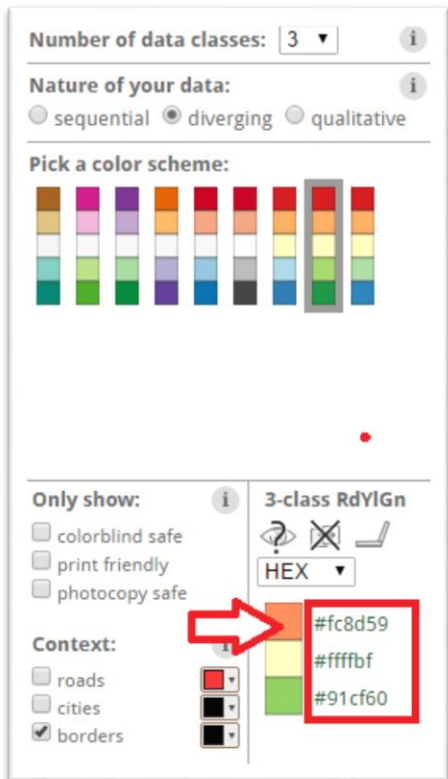 Number of data classes: 3
Nature of your data:
sequential diverging qualitative
Pick a color scheme:
Only show:
colorblind safe
print friendly
photocopy safe
Context:
roads
cities
borders
3-class RdYlGn
HEX
#fc8d59
#ffffbf
#91cf60